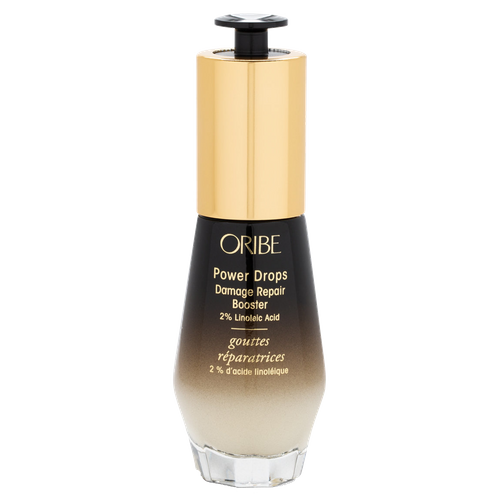 ORIBE
Power Drops
Damage Repair
Booster
2% Linoleic Acid
gouttes
réparatrices
2 % d'acide linoléique